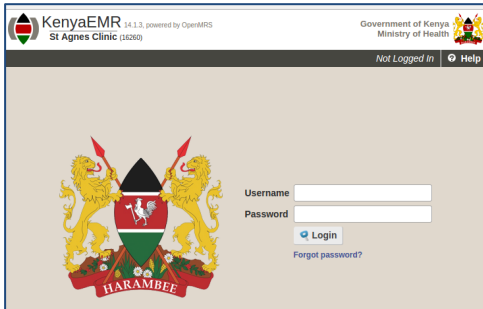 KenyaEMR 14.1.3, powered by OpenMRS
St Agnes Clinic (16260)
Government of Kenya
Ministry of Health
Not Logged In
Help
Username
Password
Login
Forgot password?
HARAMBEE